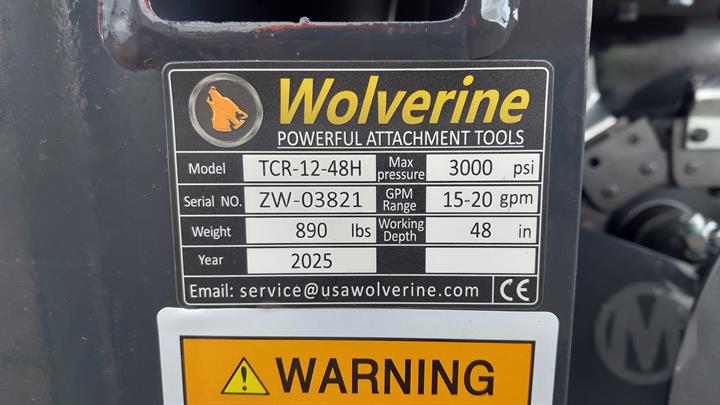 Wolverine
POWERFUL ATTACHMENT TOOLS
Model TCR-12-48H Max pressure 3000 psi
Serial NO. ZW-03821 GPM Range 15-20 gpm
Weight 890 lbs Working Depth 48 in
Year 2025
Email: service@usawolverine.com CE
WARNING
M